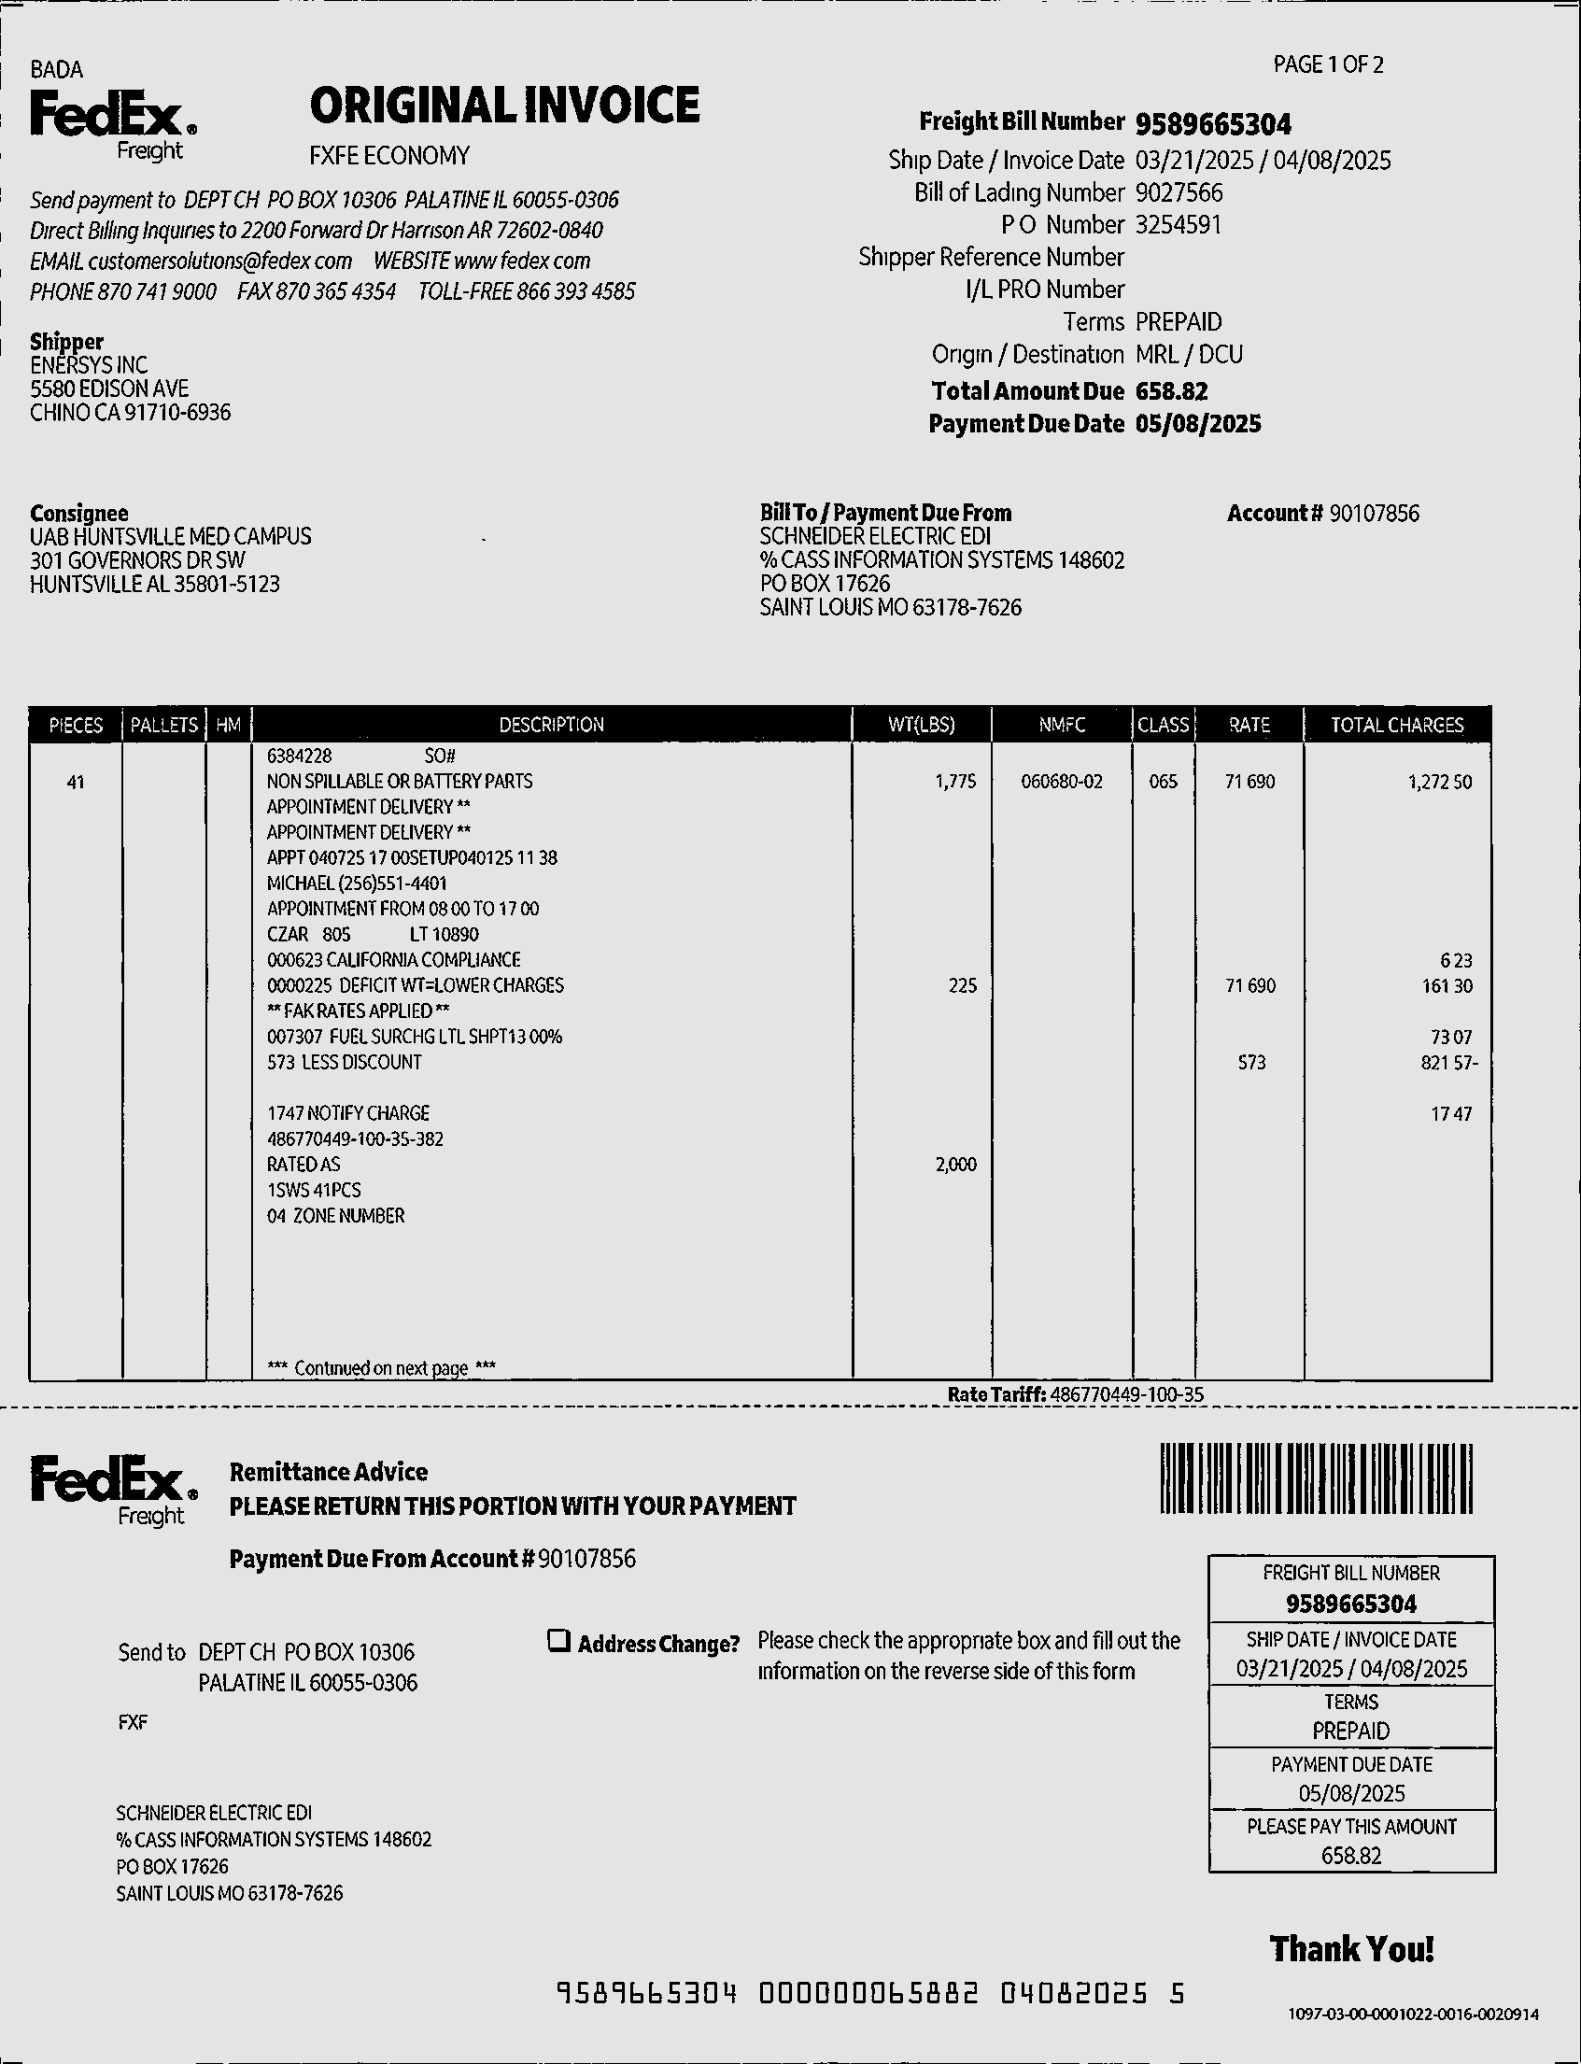 BADA
PAGE 1 OF 2
FedEx®
Freight
ORIGINAL INVOICE
FXFE ECONOMY
Send payment to DEPT CH PO BOX 10306 PALATINE IL 60055-0306
Direct Billing Inquiries to 2200 Forward Dr Harrison AR 72602-0840
EMAIL customersolutions@fedex com WEBSITE www fedex com
PHONE 870 741 9000 FAX 870 365 4354 TOLL-FREE 866 393 4585
Freight Bill Number 9589665304
Ship Date / Invoice Date 03/21/2025 / 04/08/2025
Bill of Lading Number 9027566
P O Number 3254591
Shipper Reference Number
I/L PRO Number
Terms PREPAID
Origin / Destination MRL / DCU
Total Amount Due 658.82
Payment Due Date 05/08/2025
Shipper
ENERSYS INC
5580 EDISON AVE
CHINO CA 91710-6936
Consignee
UAB HUNTSVILLE MED CAMPUS
301 GOVERNORS DR SW
HUNTSVILLE AL 35801-5123
Bill To / Payment Due From
SCHNEIDER ELECTRIC EDI
% CASS INFORMATION SYSTEMS 148602
PO BOX 17626
SAINT LOUIS MO 63178-7626
Account # 90107856
PIECES PALLETS HM DESCRIPTION WT(LBS) NMFC CLASS RATE TOTAL CHARGES
6384228 SO#
41 NON SPILLABLE OR BATTERY PARTS 1,775 060680-02 065 71 690 1,272 50
APPOINTMENT DELIVERY **
APPOINTMENT DELIVERY **
APPT 040725 17 00SETUP040125 11 38
MICHAEL (256)551-4401
APPOINTMENT FROM 08 00 TO 17 00
CZAR 805 LT 10890
000623 CALIFORNIA COMPLIANCE 6 23
0000225 DEFICIT WT=LOWER CHARGES 225 71 690 161 30
** FAK RATES APPLIED **
007307 FUEL SURCHG LTL SHPT13 00% 73 07
573 LESS DISCOUNT 573 821 57-
1747 NOTIFY CHARGE 17 47
486770449-100-35-382
RATED AS 2,000
1SWS 41PCS
04 ZONE NUMBER
*** Continued on next page ***
Rate Tariff: 486770449-100-35
FedEx®
Freight
Remittance Advice
PLEASE RETURN THIS PORTION WITH YOUR PAYMENT
Payment Due From Account # 90107856
Send to DEPT CH PO BOX 10306
PALATINE IL 60055-0306
FXF
Address Change? Please check the appropriate box and fill out the
information on the reverse side of this form
FREIGHT BILL NUMBER
9589665304
SHIP DATE / INVOICE DATE
03/21/2025 / 04/08/2025
TERMS
PREPAID
PAYMENT DUE DATE
05/08/2025
PLEASE PAY THIS AMOUNT
658.82
SCHNEIDER ELECTRIC EDI
% CASS INFORMATION SYSTEMS 148602
PO BOX 17626
SAINT LOUIS MO 63178-7626
Thank You!
9589665304 000000065882 04082025 5
1097-03-00-0001022-0016-0020914